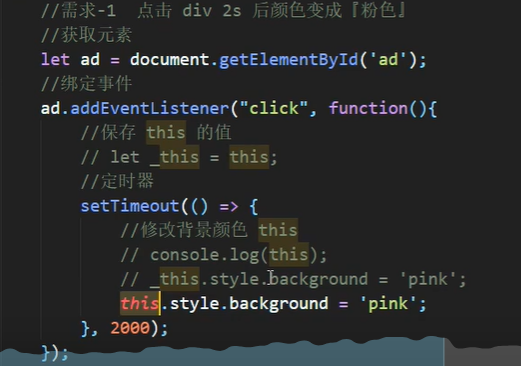 //需求-1  点击 div 2s 后颜色变成『粉色』
//获取元素
let ad = document.getElementById('ad');
//绑定事件
ad.addEventListener("click", function(){
    //保存 this 的值
    // let _this = this;
    //定时器
    setTimeout(() => {
        //修改背景颜色 this
        // console.log(this);
        // _this.style.background = 'pink';
        this.style.background = 'pink';
    }, 2000);
});